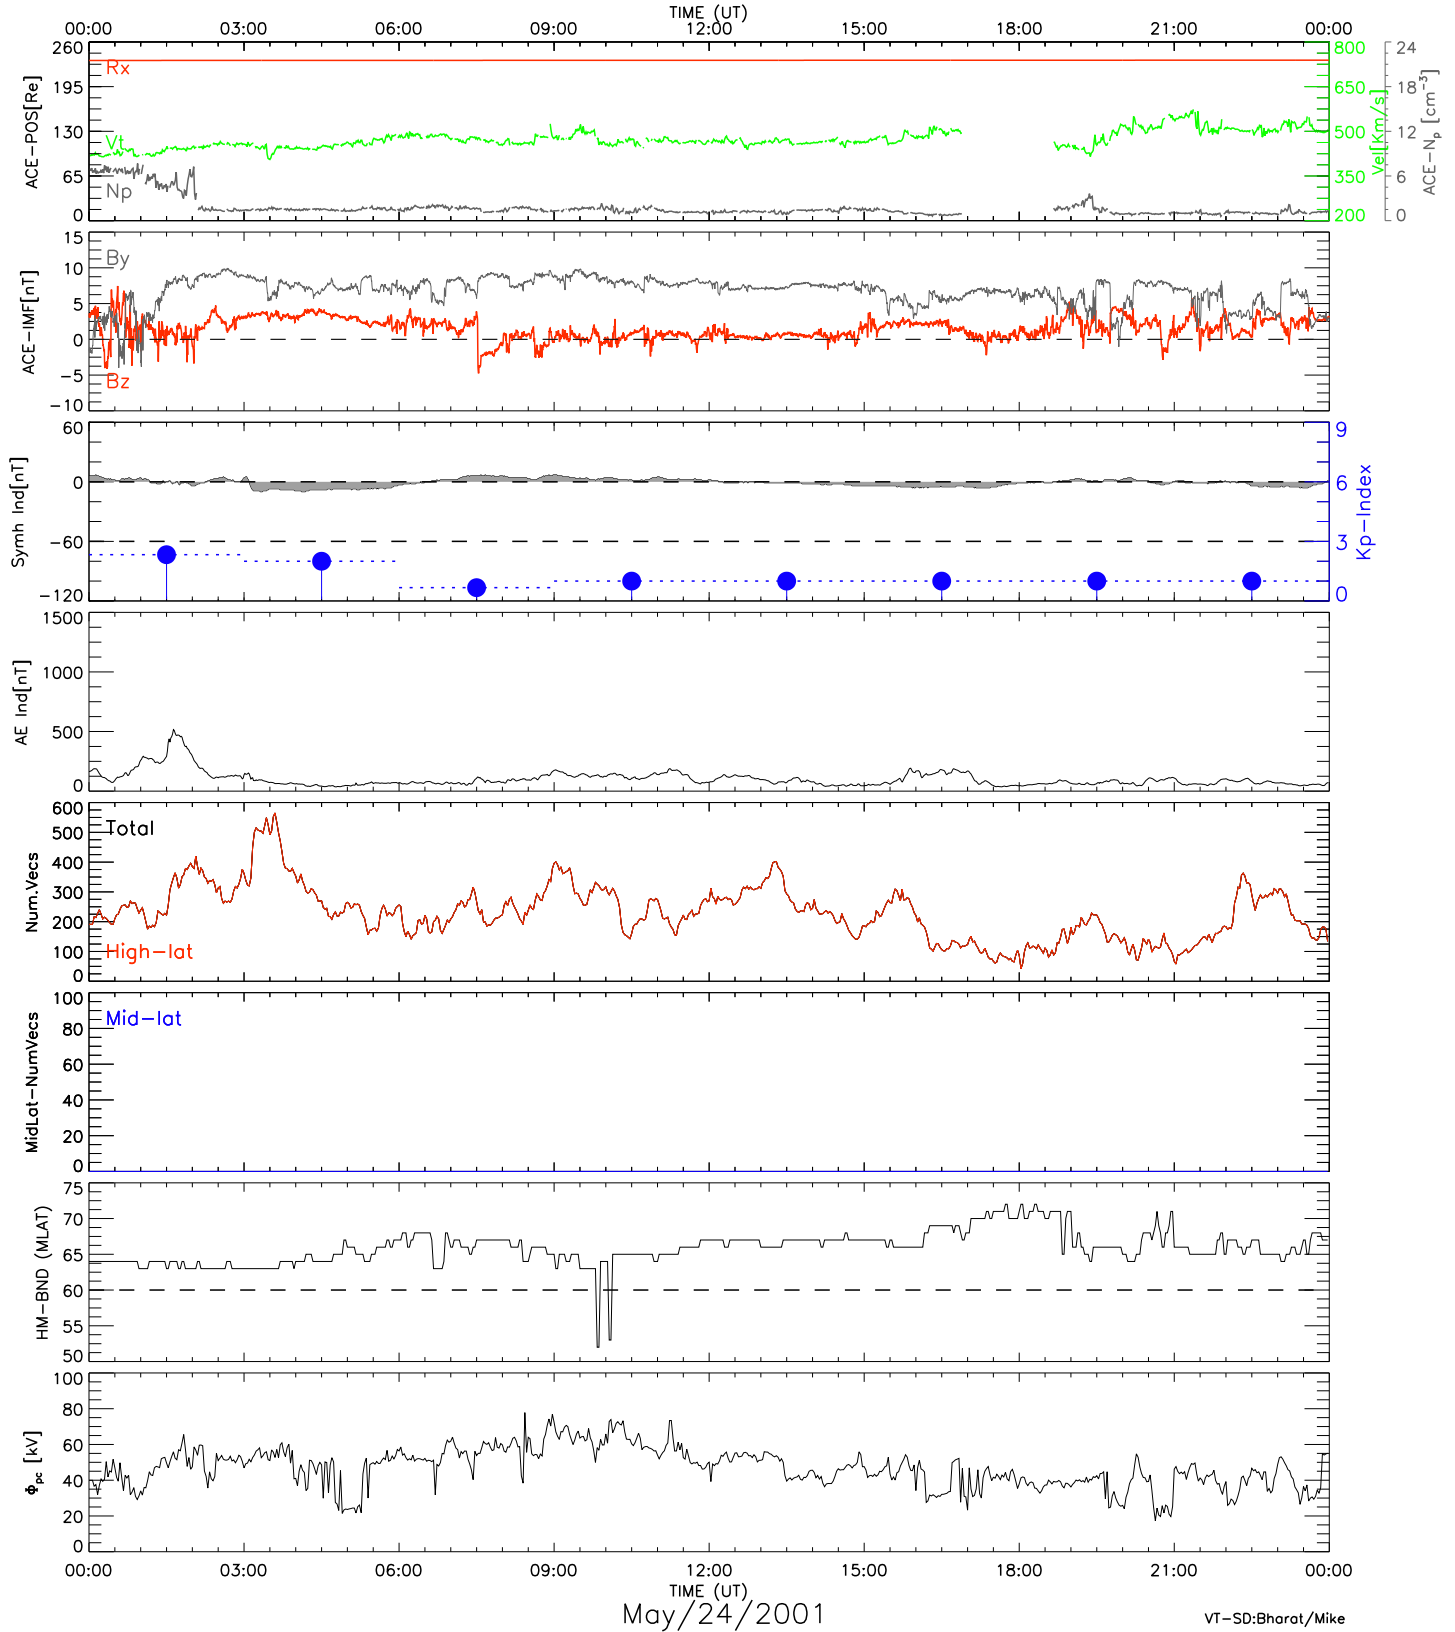 TIME (UT)
00:00 03:00 06:00 09:00 12:00 15:00 18:00 21:00 00:00
ACE-POS[Re]
260
195
130
65
0
Rx
Vt
Np
800
650
500
350
200
Vel[Km/s]
24
18
12
6
0
ACE-Np [cm-3]
ACE-IMF[nT]
15
10
5
0
-5
-10
By
Bz
Symh Ind[nT]
60
0
-60
-120
9
6
3
0
Kp-Index
AE Ind[nT]
1500
1000
500
0
Num.Vecs
600
500
400
300
200
100
0
Total
High-lat
MidLat-NumVecs
100
80
60
40
20
0
Mid-lat
HM-BND (MLAT)
75
70
65
60
55
50
Φpc [kV]
100
80
60
40
20
0
00:00 03:00 06:00 09:00 12:00 15:00 18:00 21:00 00:00
TIME (UT)
May/24/2001
VT-SD:Bharat/Mike